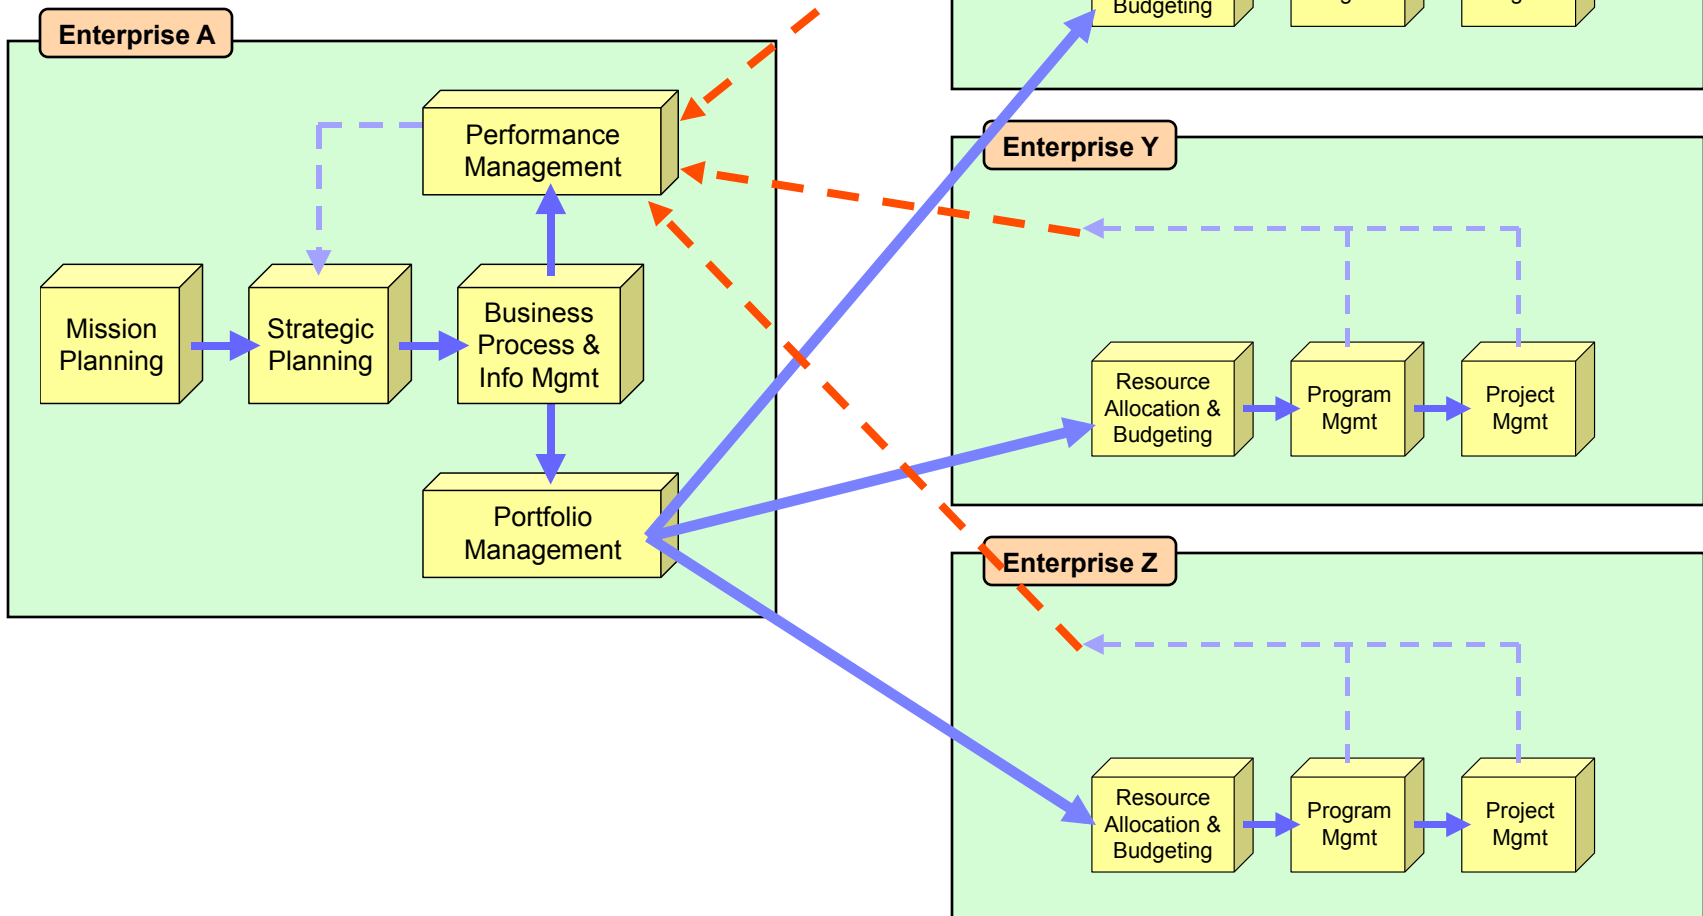 Budgeting
Enterprise A
Performance
Management
Mission
Planning
Strategic
Planning
Business
Process &
Info Mgmt
Portfolio
Management
Enterprise Y
Resource
Allocation &
Budgeting
Program
Mgmt
Project
Mgmt
Enterprise Z
Resource
Allocation &
Budgeting
Program
Mgmt
Project
Mgmt